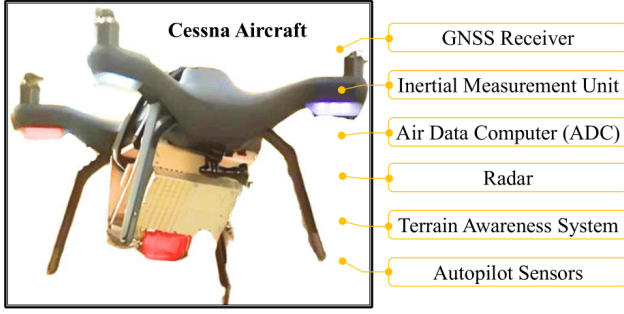 Cessna Aircraft
GNSS Receiver
Inertial Measurement Unit
Air Data Computer (ADC)
Radar
Terrain Awareness System
Autopilot Sensors